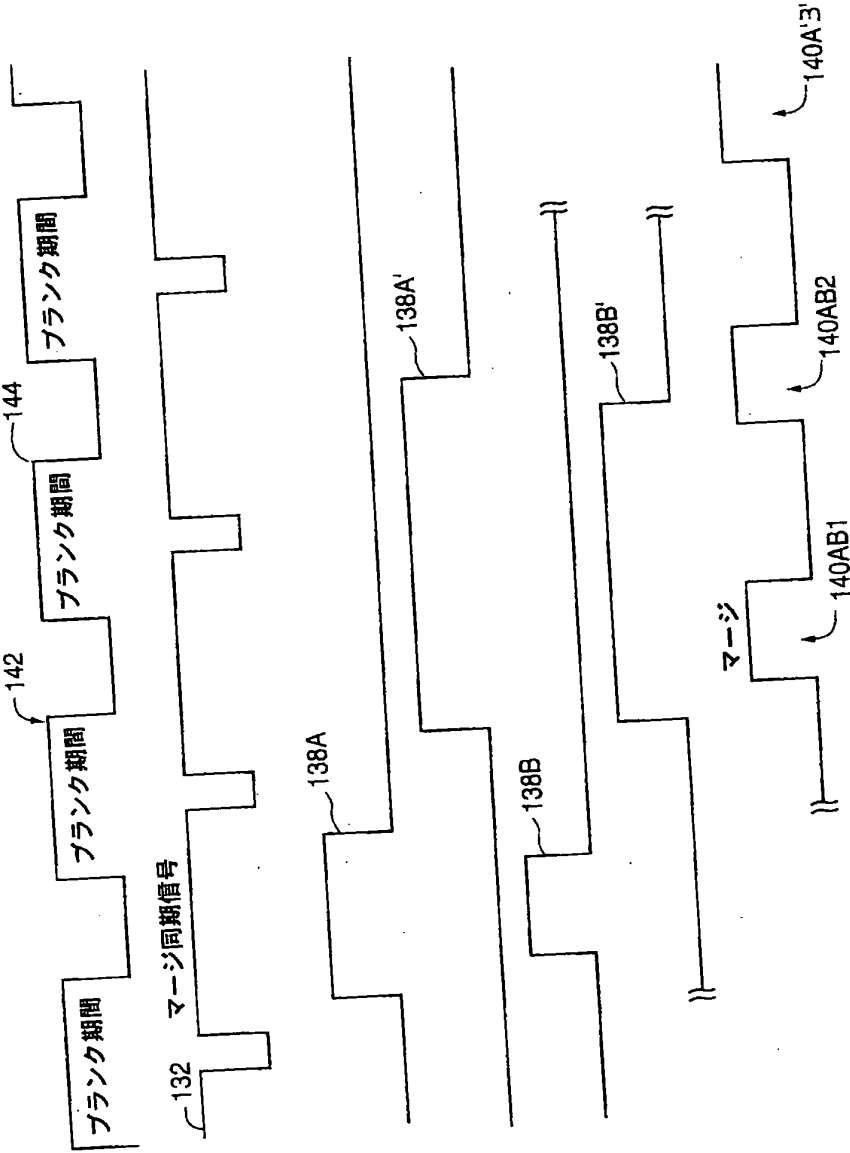 ブランク期間
142
ブランク期間
ブランク期間
144
ブランク期間
132
マージ同期信号
138A
138A'
138B
138B'
マージ
140AB1
140AB2
140A'3'